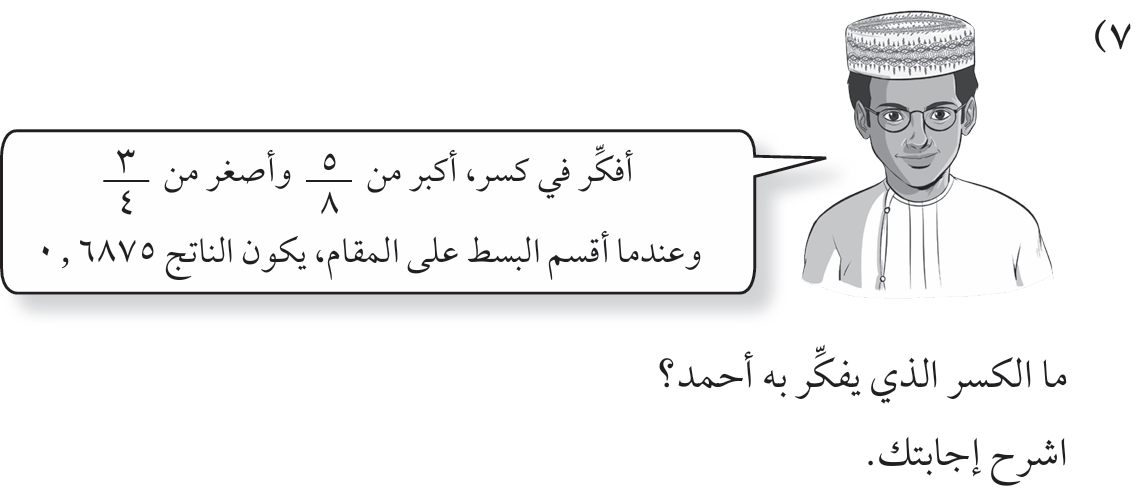 ٧)
أفكِّر في كسر، أكبر من ٥/٨ وأصغر من ٣/٤
وعندما أقسم البسط على المقام، يكون الناتج ٠,٦٨٧٥
ما الكسر الذي يفكِّر به أحمد؟
اشرح إجابتك.